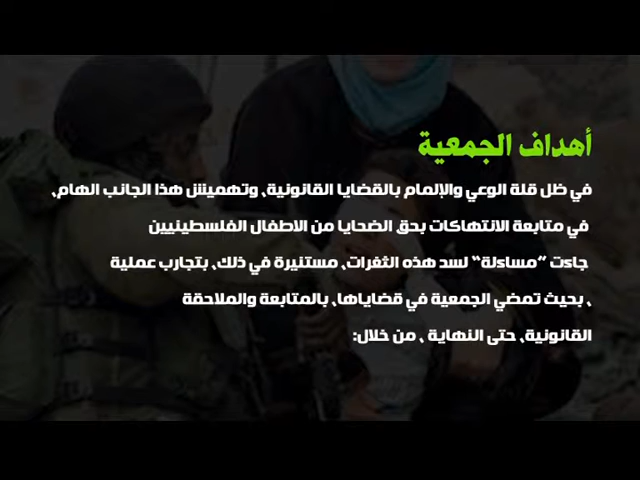 أهداف الجمعية
في ظل قلة الوعي والإلمام بالقضايا القانونية، وتهميش هذا الجانب الهام،
في متابعة الانتهاكات بحق الضحايا من الاطفال الفلسطينيين
جاءت "مساءلة" لسد هذه الثغرات، مستنيرة في ذلك، بتجارب عملية
، بحيث تمضي الجمعية في قضاياها، بالمتابعة والملاحقة
القانونية، حتى النهاية ، من خلال: